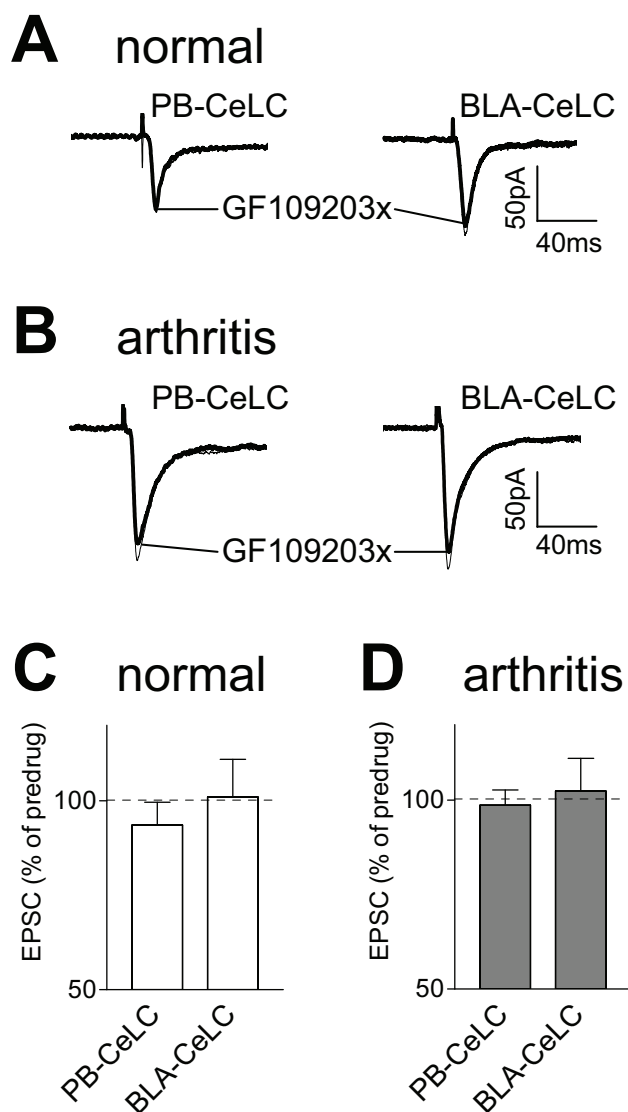 A normal
PB-CeLC BLA-CeLC
GF109203x
50pA
40ms
B arthritis
PB-CeLC BLA-CeLC
GF109203x
50pA
40ms
C normal
EPSC (% of predrug)
100
50
PB-CeLC
BLA-CeLC
D arthritis
EPSC (% of predrug)
100
50
PB-CeLC
BLA-CeLC